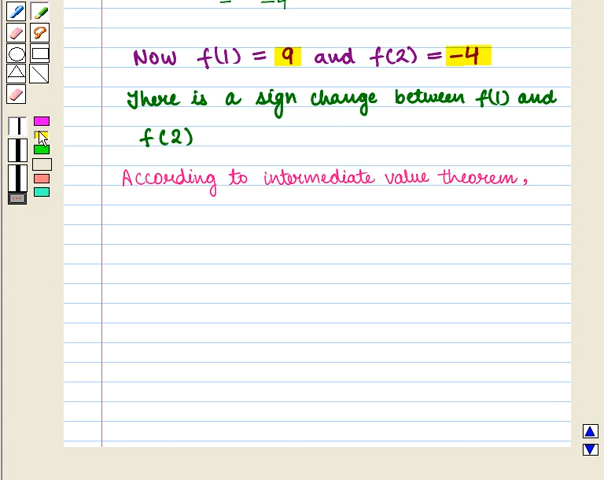 = -4
Now f(1) = 9 and f(2) = -4
There is a sign change between f(1) and
f(2)
According to intermediate value theorem,